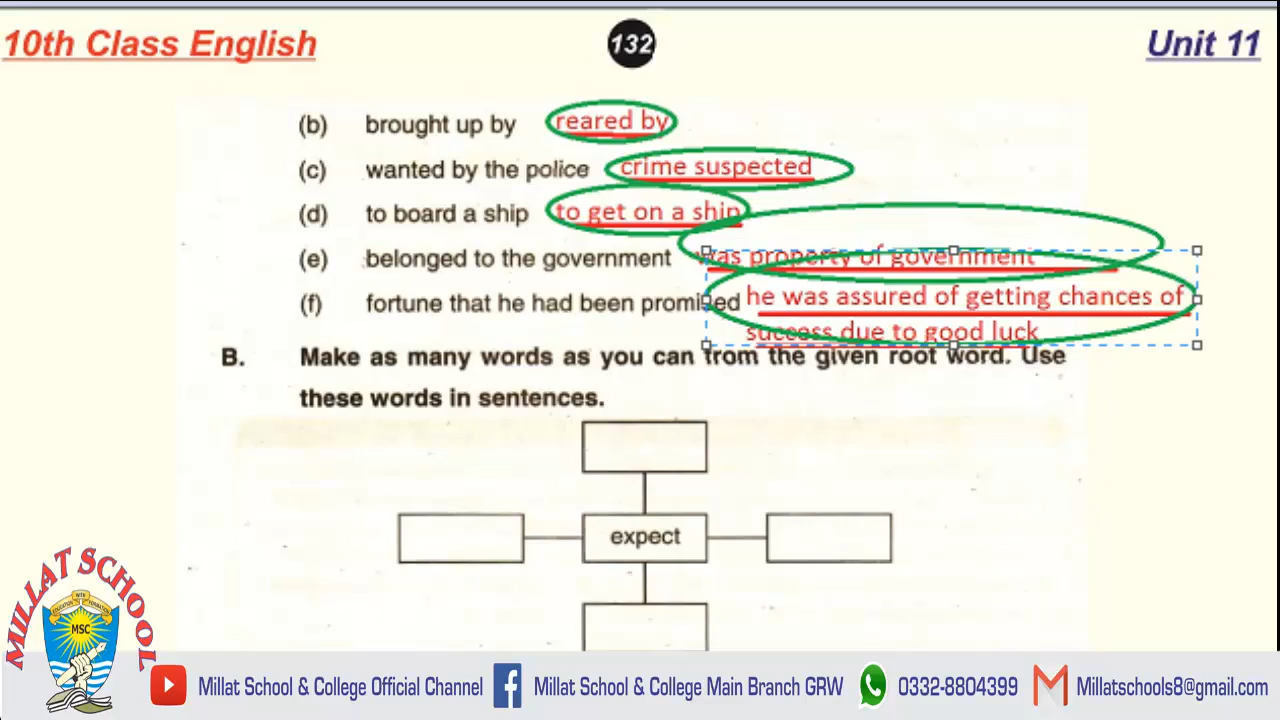 10th Class English
132
Unit 11
(b) brought up by reared by
(c) wanted by the police crime suspected
(d) to board a ship to get on a ship
(e) belonged to the government was property of government
(f) fortune that he had been promised he was assured of getting chances of
success due to good luck
B. Make as many words as you can from the given root word. Use
these words in sentences.
expect
MILLAT SCHOOL
EDUCATION WITH FORMATION
MSC
Millat School & College Official Channel
Millat School & College Main Branch GRW
0332-8804399
Millatschools8@gmail.com